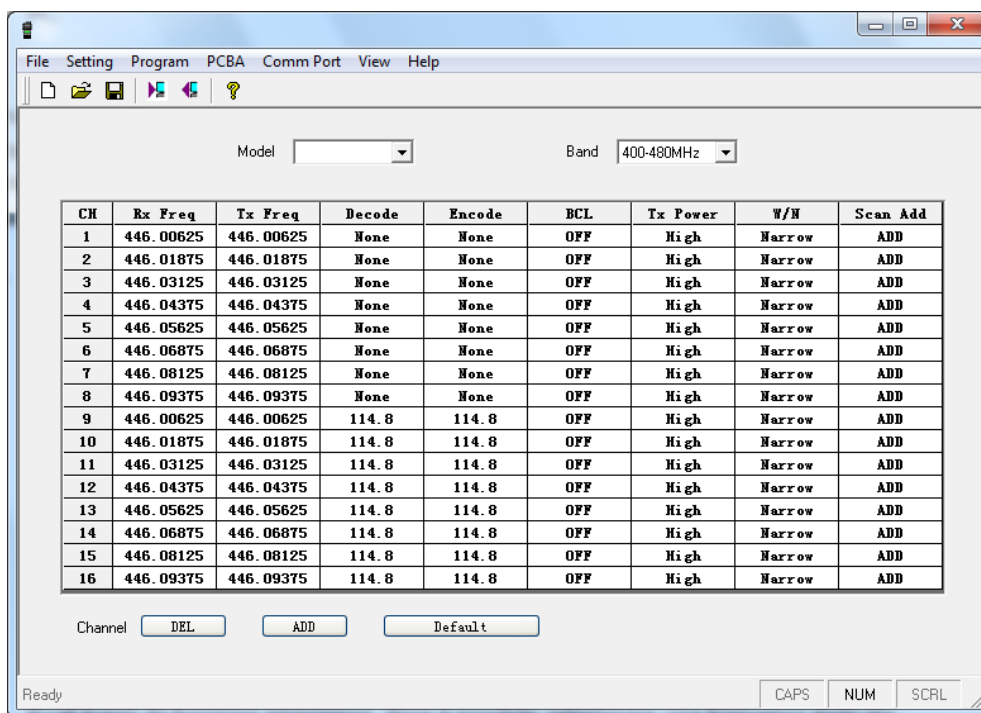 File Setting Program PCBA Comm Port View Help
Model Band 400-480MHz
CH Rx Freq Tx Freq Decode Encode BCL Tx Power W/N Scan Add
1 446.00625 446.00625 None None OFF High Narrow ADD
2 446.01875 446.01875 None None OFF High Narrow ADD
3 446.03125 446.03125 None None OFF High Narrow ADD
4 446.04375 446.04375 None None OFF High Narrow ADD
5 446.05625 446.05625 None None OFF High Narrow ADD
6 446.06875 446.06875 None None OFF High Narrow ADD
7 446.08125 446.08125 None None OFF High Narrow ADD
8 446.09375 446.09375 None None OFF High Narrow ADD
9 446.00625 446.00625 114.8 114.8 OFF High Narrow ADD
10 446.01875 446.01875 114.8 114.8 OFF High Narrow ADD
11 446.03125 446.03125 114.8 114.8 OFF High Narrow ADD
12 446.04375 446.04375 114.8 114.8 OFF High Narrow ADD
13 446.05625 446.05625 114.8 114.8 OFF High Narrow ADD
14 446.06875 446.06875 114.8 114.8 OFF High Narrow ADD
15 446.08125 446.08125 114.8 114.8 OFF High Narrow ADD
16 446.09375 446.09375 114.8 114.8 OFF High Narrow ADD
Channel DEL ADD Default
Ready CAPS NUM SCRL